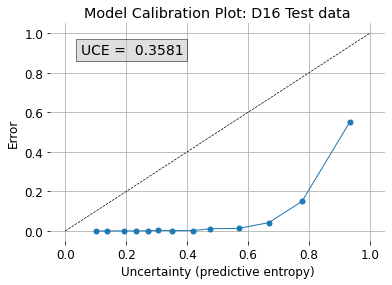 Model Calibration Plot: D16 Test data
UCE =  0.3581
Error
1.0
0.8
0.6
0.4
0.2
0.0
0.0 0.2 0.4 0.6 0.8 1.0
Uncertainty (predictive entropy)